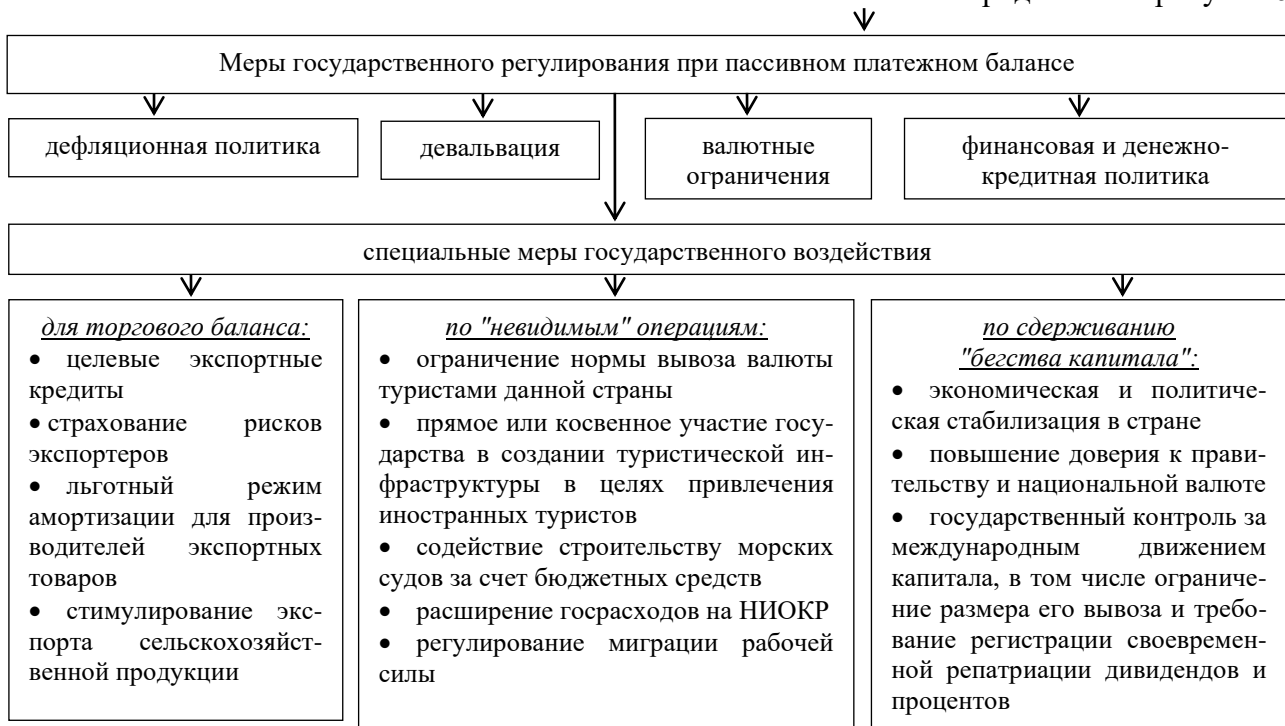 Меры государственного регулирования при пассивном платежном балансе
дефляционная политика
девальвация
валютные
ограничения
финансовая и денежно-
кредитная политика
специальные меры государственного воздействия
для торгового баланса:
• целевые экспортные
кредиты
• страхование рисков
экспортеров
• льготный режим
амортизации для произ-
водителей экспортных
товаров
• стимулирование экс-
порта сельскохозяйст-
венной продукции
по "невидимым" операциям:
• ограничение нормы вывоза валюты
туристами данной страны
• прямое или косвенное участие госу-
дарства в создании туристической ин-
фраструктуры в целях привлечения
иностранных туристов
• содействие строительству морских
судов за счет бюджетных средств
• расширение госрасходов на НИОКР
• регулирование миграции рабочей
силы
по сдерживанию
"бегства капитала":
• экономическая и политиче-
ская стабилизация в стране
• повышение доверия к прави-
тельству и национальной валюте
• государственный контроль за
международным движением
капитала, в том числе ограниче-
ние размера его вывоза и требо-
вание регистрации своевремен-
ной репатриации дивидендов и
процентов